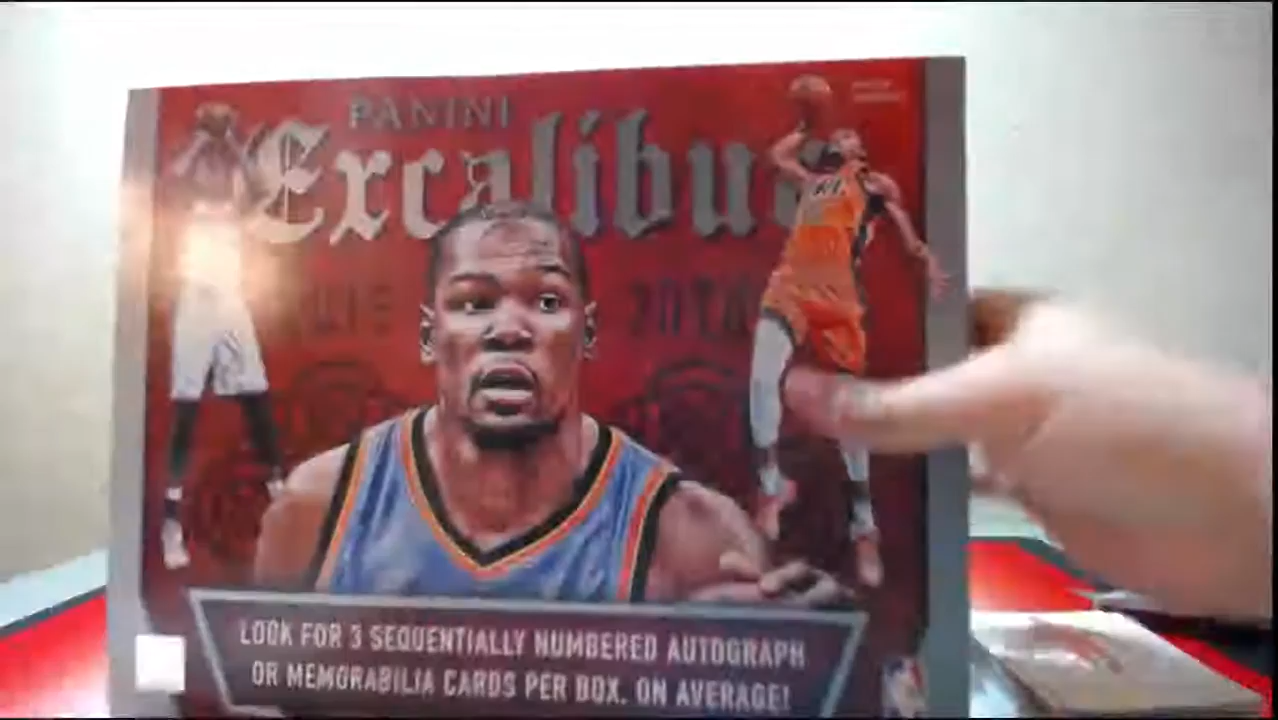 PANINI
Excalibur
LOOK FOR 3 SEQUENTIALLY NUMBERED AUTOGRAPH
OR MEMORABILIA CARDS PER BOX, ON AVERAGE!